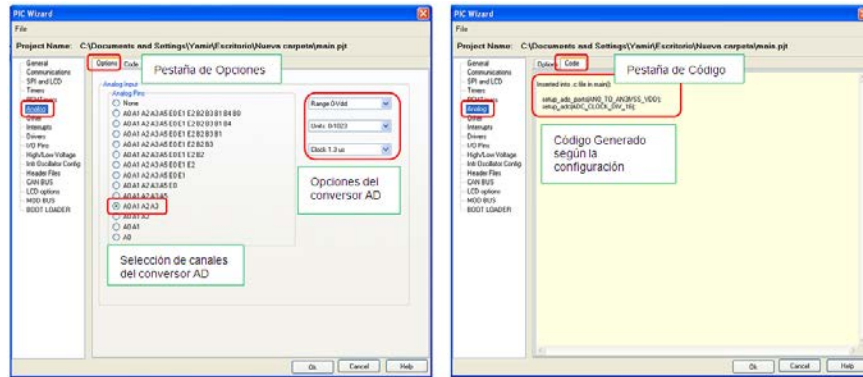 PIC Wizard
File
Project Name: C:\Documents and Settings\Yamir\Escritorio\Nueva carpeta\main.pjt
General
Communications
SPI and LCD
Timers
Analog
Other
Interrupts
Drivers
I/O Pins
High/Low Voltage
Intr Oscillator Config
Header Files
CAN BUS
LCD options
MOD BUS
BOOT LOADER
Options Code
Pestaña de Opciones
Analog Input
Analog Pins
None
A0 A1 A2 A3 A5 E0 E1 E2 B2 B3 B1 B4 B0
A0 A1 A2 A3 A5 E0 E1 E2 B2 B3 B1 B4
A0 A1 A2 A3 A5 E0 E1 E2 B2 B3 B1
A0 A1 A2 A3 A5 E0 E1 E2 B2 B3
A0 A1 A2 A3 A5 E0 E1 E2 B2
A0 A1 A2 A3 A5 E0 E1 E2
A0 A1 A2 A3 A5 E0 E1
A0 A1 A2 A3 A5 E0
A0 A1 A2 A3 A5
A0 A1 A2 A3
A0 A1 A2
A0 A1
A0
Range 0-Vdd
Units 0-1023
Clock 1.3 us
Opciones del
conversor AD
Selección de canales
del conversor AD
Ok Cancel Help
PIC Wizard
File
Project Name: C:\Documents and Settings\Yamir\Escritorio\Nueva carpeta\main.pjt
General
Communications
SPI and LCD
Timers
Analog
Other
Interrupts
Drivers
I/O Pins
High/Low Voltage
Intr Oscillator Config
Header Files
CAN BUS
LCD options
MOD BUS
BOOT LOADER
Options Code
Pestaña de Código
Inserted into .c file in main():
setup_adc_ports(AN0_TO_AN3|VSS_VDD);
setup_adc(ADC_CLOCK_DIV_16);
Código Generado
según la
configuración
Ok Cancel Help